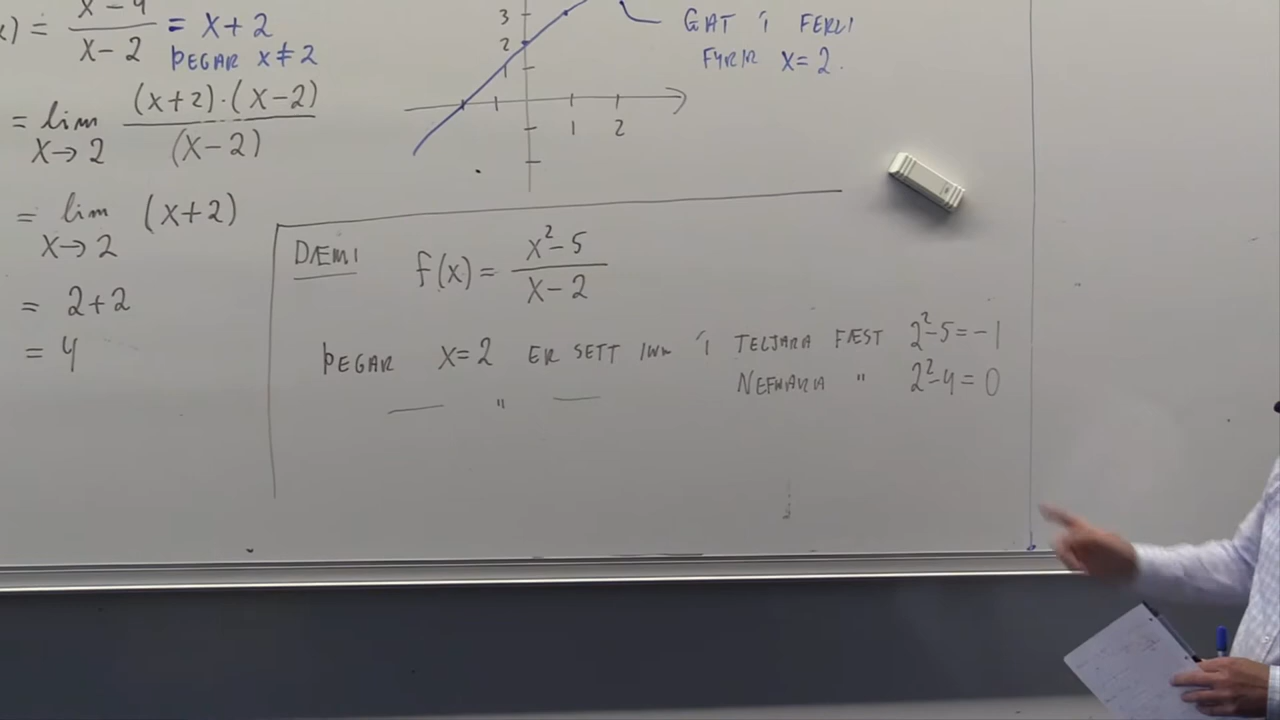 x) = x - 4 / x - 2 = x + 2
ÞEGAR x ≠ 2
= lim x→2 (x+2)·(x-2) / (x-2)
= lim x→2 (x+2)
= 2+2
= 4
3
2
1
1 2
GAT Í FERLI
FYRIR x = 2.
DÆMI f(x) = x²-5 / x-2
ÞEGAR x=2 ER SETT INN Í TELJARA FÆST 2²-5=-1
— " — NEFNARA " 2²-4=0